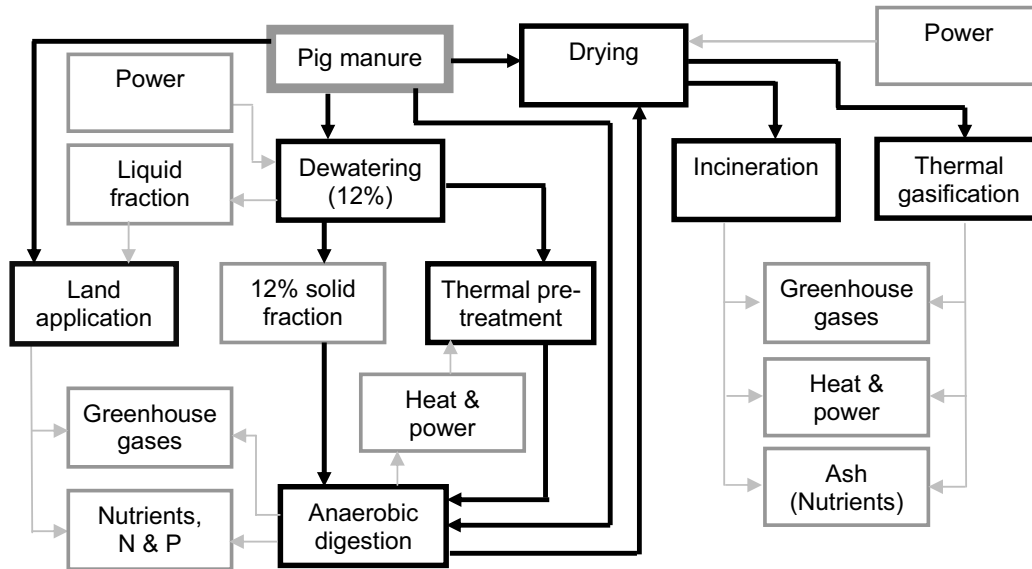 Pig manure
Drying
Power
Power
Liquid
fraction
Dewatering
(12%)
Incineration
Thermal
gasification
Land
application
12% solid
fraction
Thermal pre-
treatment
Greenhouse
gases
Greenhouse
gases
Heat &
power
Heat &
power
Nutrients,
N & P
Anaerobic
digestion
Ash
(Nutrients)